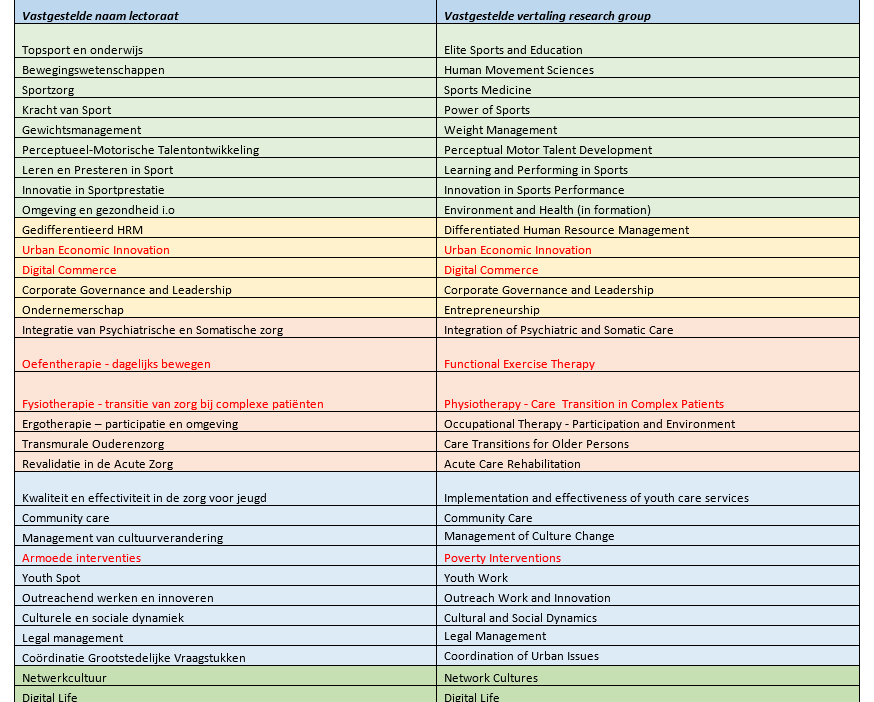 Vastgestelde naam lectoraat Vastgestelde vertaling research group
Topsport en onderwijs Elite Sports and Education
Bewegingswetenschappen Human Movement Sciences
Sportzorg Sports Medicine
Kracht van Sport Power of Sports
Gewichtsmanagement Weight Management
Perceptueel-Motorische Talentontwikkeling Perceptual Motor Talent Development
Leren en Presteren in Sport Learning and Performing in Sports
Innovatie in Sportprestatie Innovation in Sports Performance
Omgeving en gezondheid i.o Environment and Health (in formation)
Gedifferentieerd HRM Differentiated Human Resource Management
Urban Economic Innovation Urban Economic Innovation
Digital Commerce Digital Commerce
Corporate Governance and Leadership Corporate Governance and Leadership
Ondernemerschap Entrepreneurship
Integratie van Psychiatrische en Somatische zorg Integration of Psychiatric and Somatic Care
Oefentherapie - dagelijks bewegen Functional Exercise Therapy
Fysiotherapie - transitie van zorg bij complexe patiënten Physiotherapy - Care Transition in Complex Patients
Ergotherapie – participatie en omgeving Occupational Therapy - Participation and Environment
Transmurale Ouderenzorg Care Transitions for Older Persons
Revalidatie in de Acute Zorg Acute Care Rehabilitation
Kwaliteit en effectiviteit in de zorg voor jeugd Implementation and effectiveness of youth care services
Community care Community Care
Management van cultuurverandering Management of Culture Change
Armoede interventies Poverty Interventions
Youth Spot Youth Work
Outreachend werken en innoveren Outreach Work and Innovation
Culturele en sociale dynamiek Cultural and Social Dynamics
Legal management Legal Management
Coördinatie Grootstedelijke Vraagstukken Coordination of Urban Issues
Netwerkcultuur Network Cultures
Digital Life Digital Life